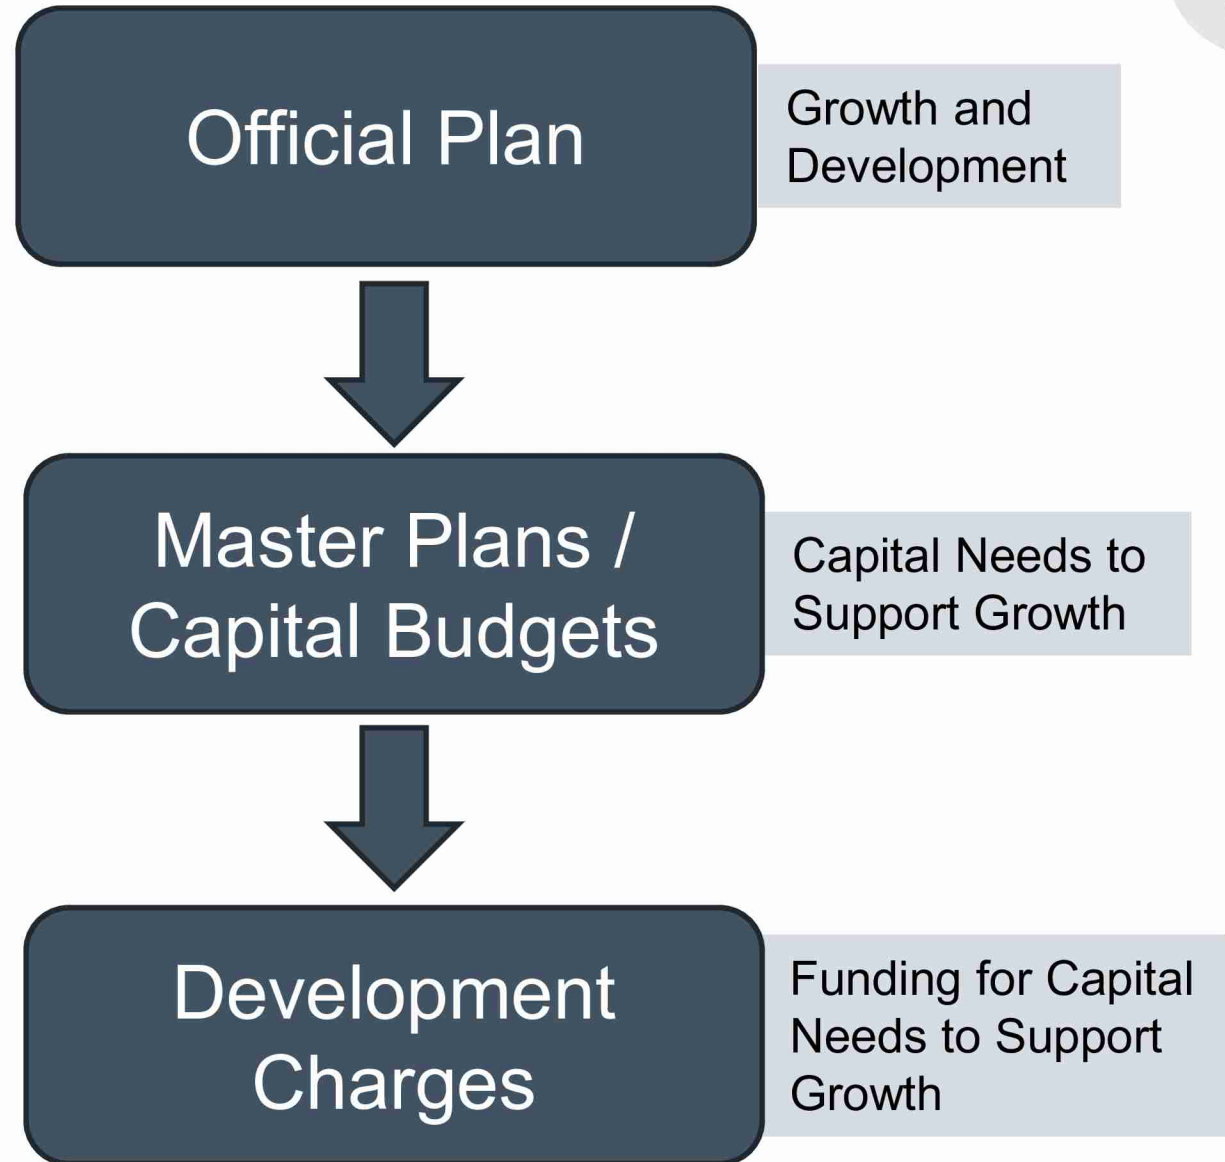 Official Plan
Growth and
Development
Master Plans /
Capital Budgets
Capital Needs to
Support Growth
Development
Charges
Funding for Capital
Needs to Support
Growth